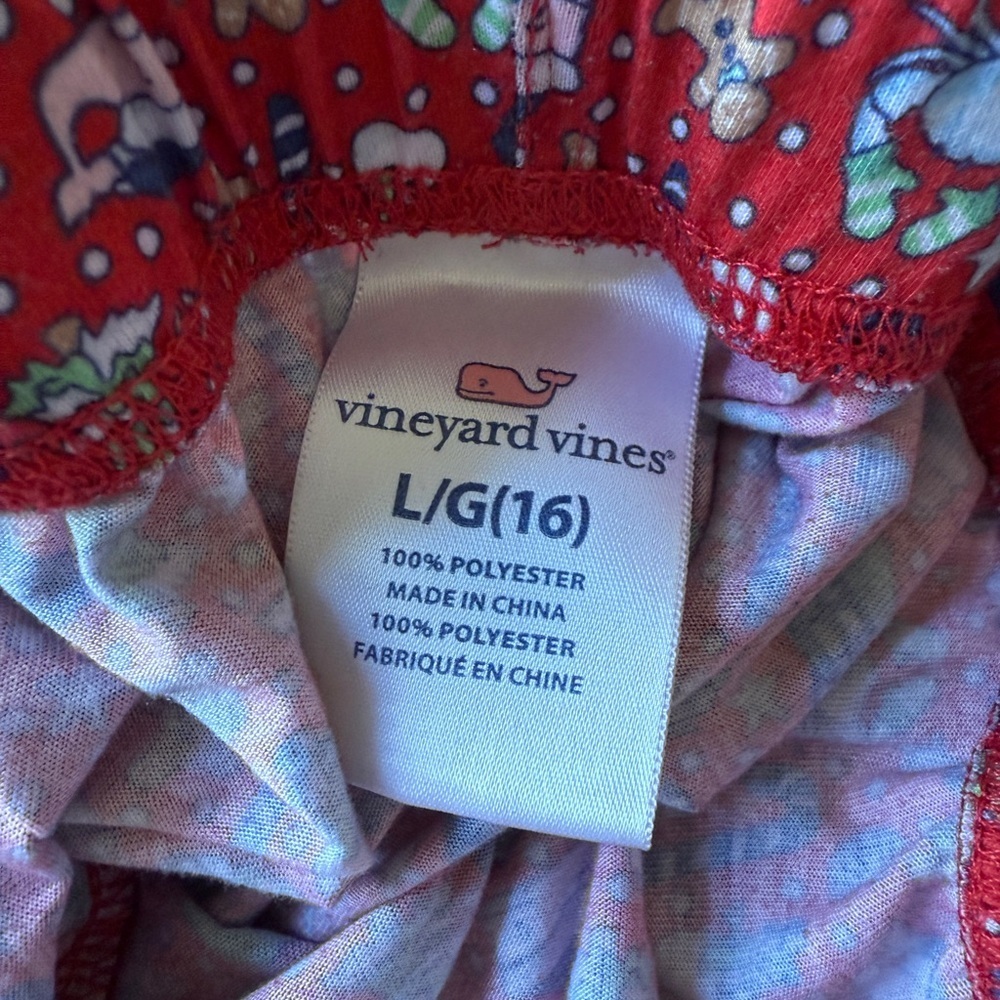 vineyard vines®
L/G(16)
100% POLYESTER
MADE IN CHINA
100% POLYESTER
FABRIQUÉ EN CHINE